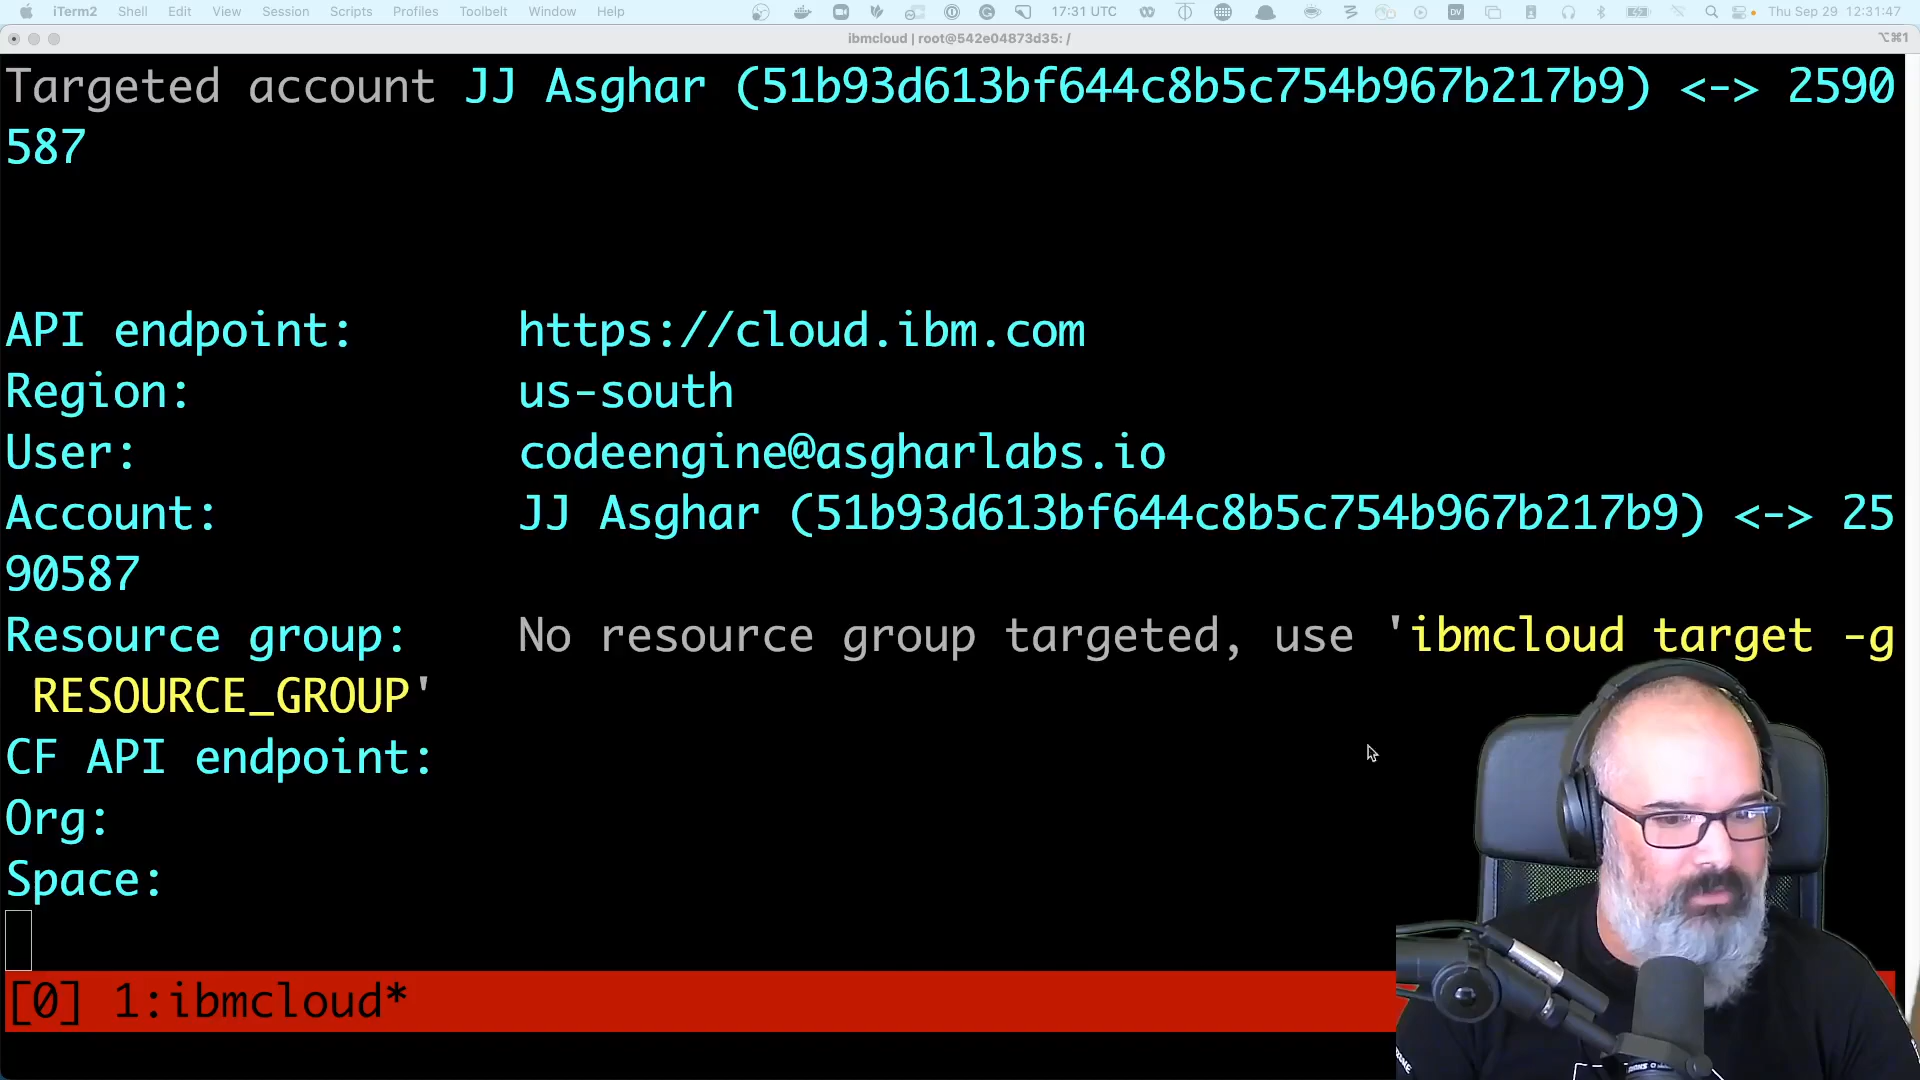 iTerm2 Shell Edit View Session Scripts Profiles Toolbelt Window Help 17:31 UTC DV Thu Sep 29 12:31:47
ibmcloud | root@542e04873d35: / ⌥⌘1
Targeted account JJ Asghar (51b93d613bf644c8b5c754b967b217b9) <-> 2590
587
API endpoint: https://cloud.ibm.com
Region: us-south
User: codeengine@asgharlabs.io
Account: JJ Asghar (51b93d613bf644c8b5c754b967b217b9) <-> 25
90587
Resource group: No resource group targeted, use 'ibmcloud target -g
RESOURCE_GROUP'
CF API endpoint:
Org:
Space:
[0] 1:ibmcloud*